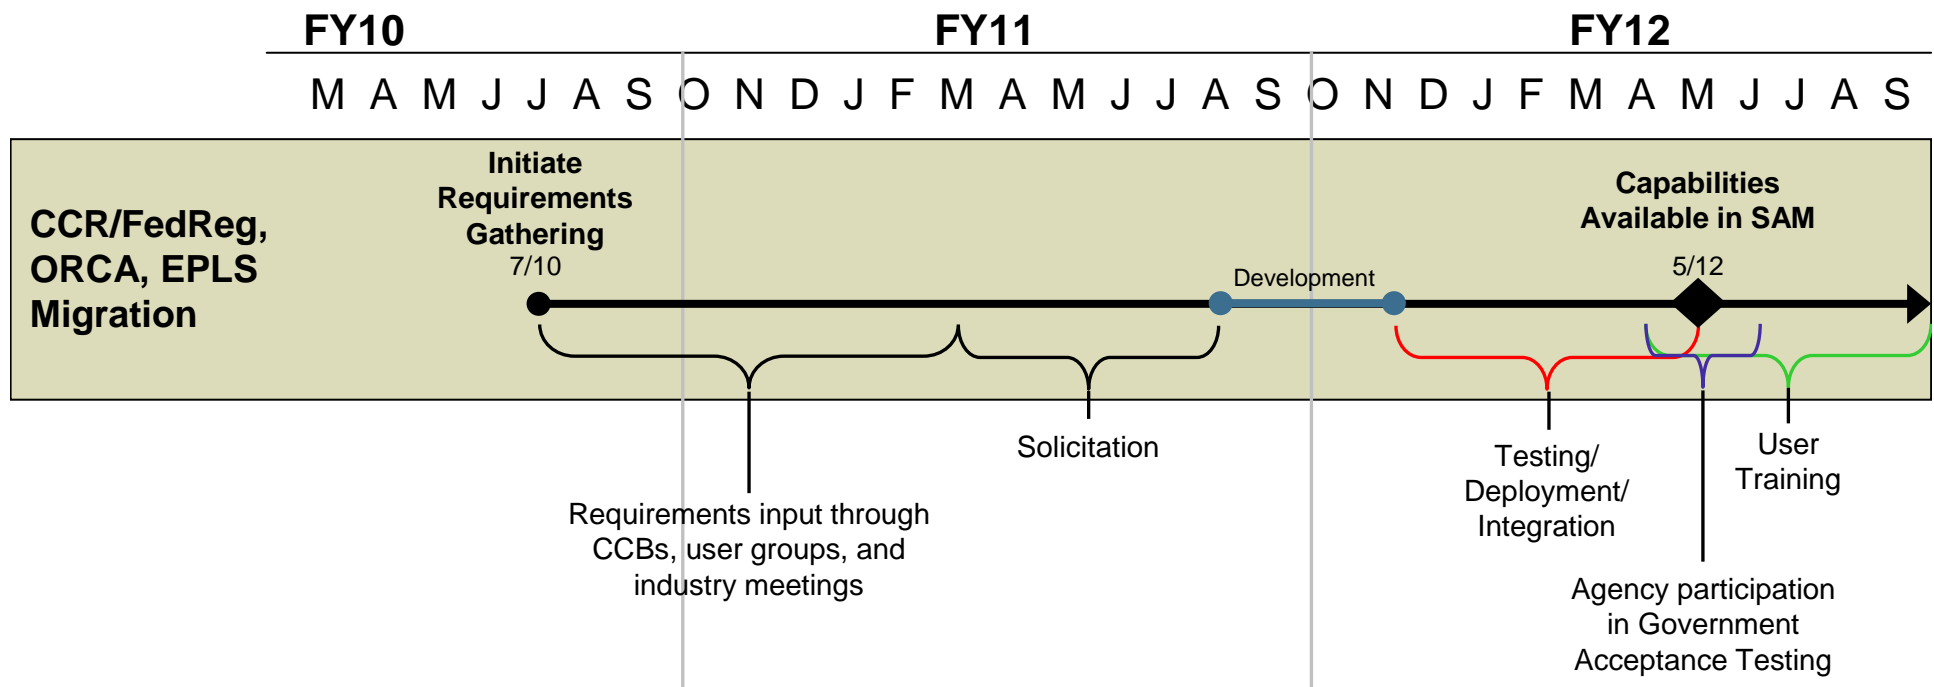 FY10 FY11 FY12
M A M J J A S O N D J F M A M J J A S O N D J F M A M J J A S
CCR/FedReg,
ORCA, EPLS
Migration
Initiate
Requirements
Gathering
7/10
Development
Capabilities
Available in SAM
5/12
Requirements input through
CCBs, user groups, and
industry meetings
Solicitation
Testing/
Deployment/
Integration
Agency participation
in Government
Acceptance Testing
User
Training